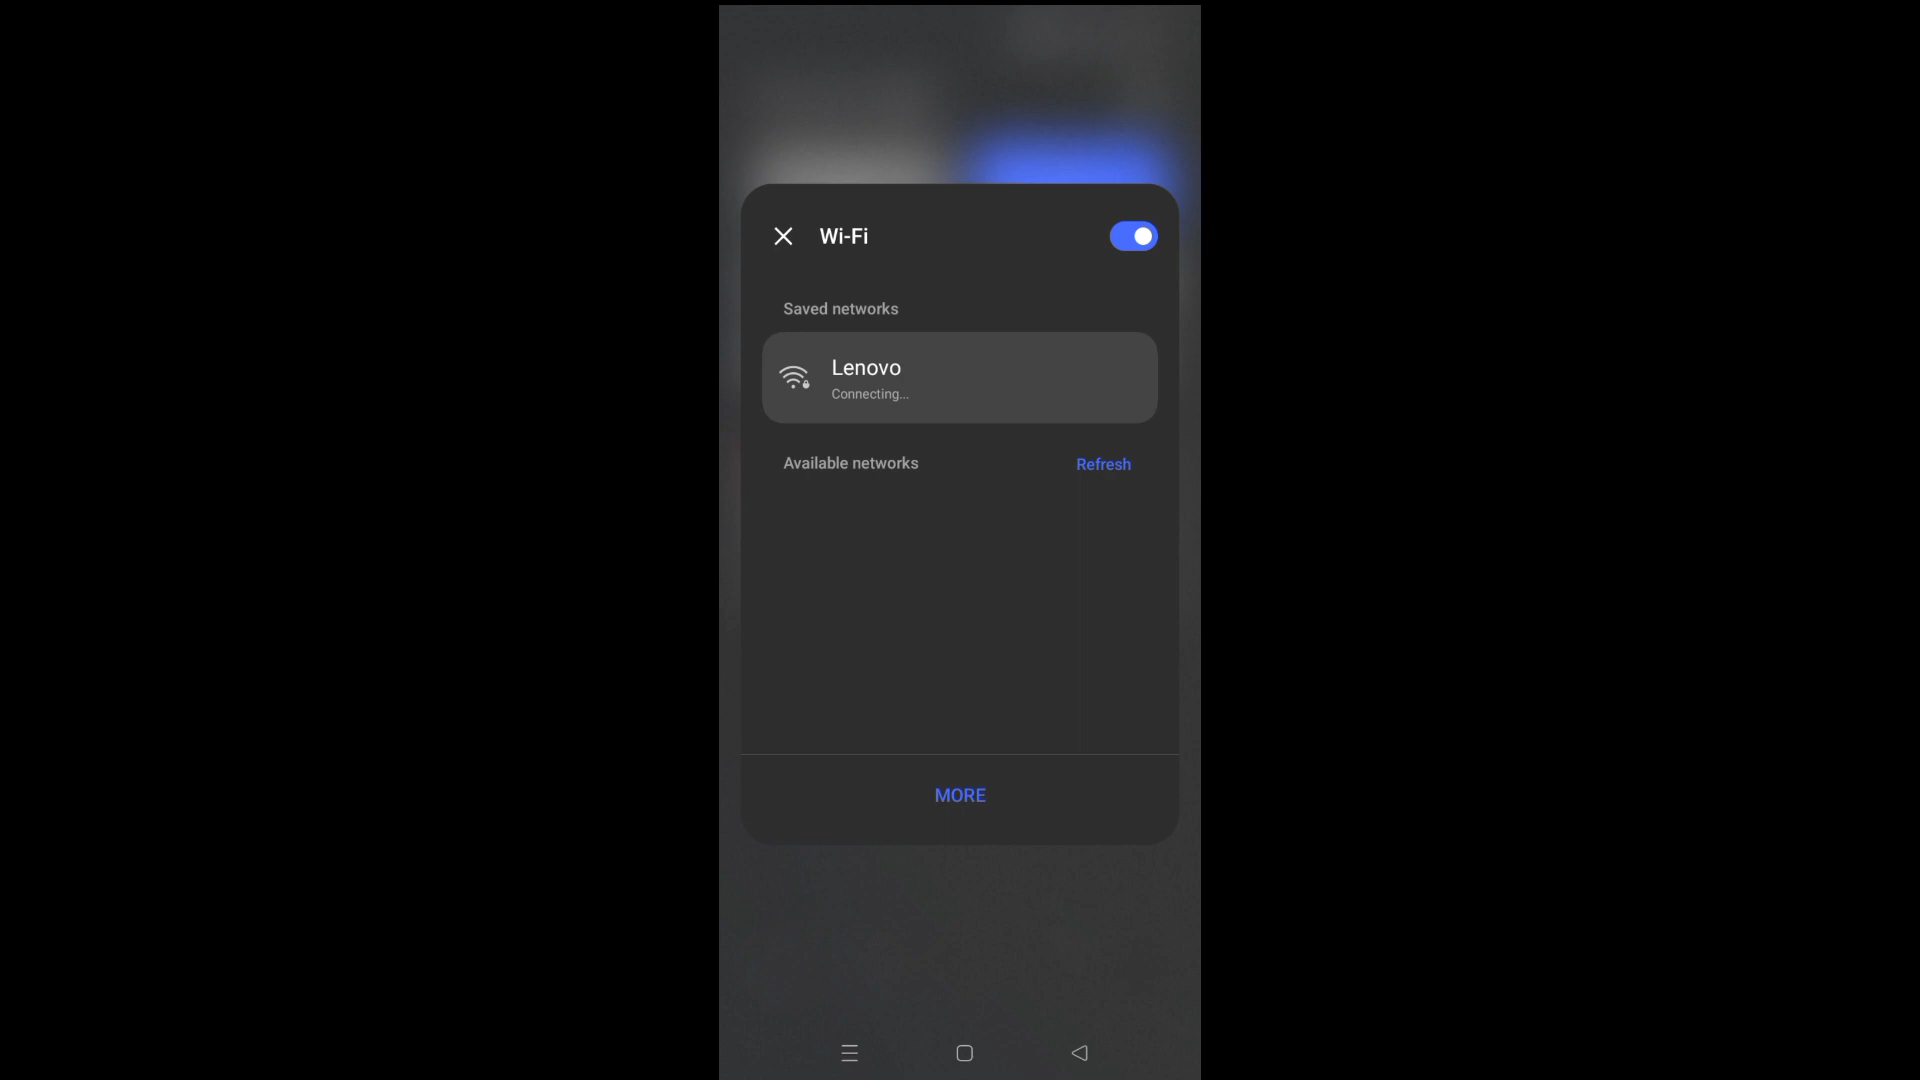 Wi-Fi
Saved networks
Lenovo
Connecting...
Available networks
Refresh
MORE